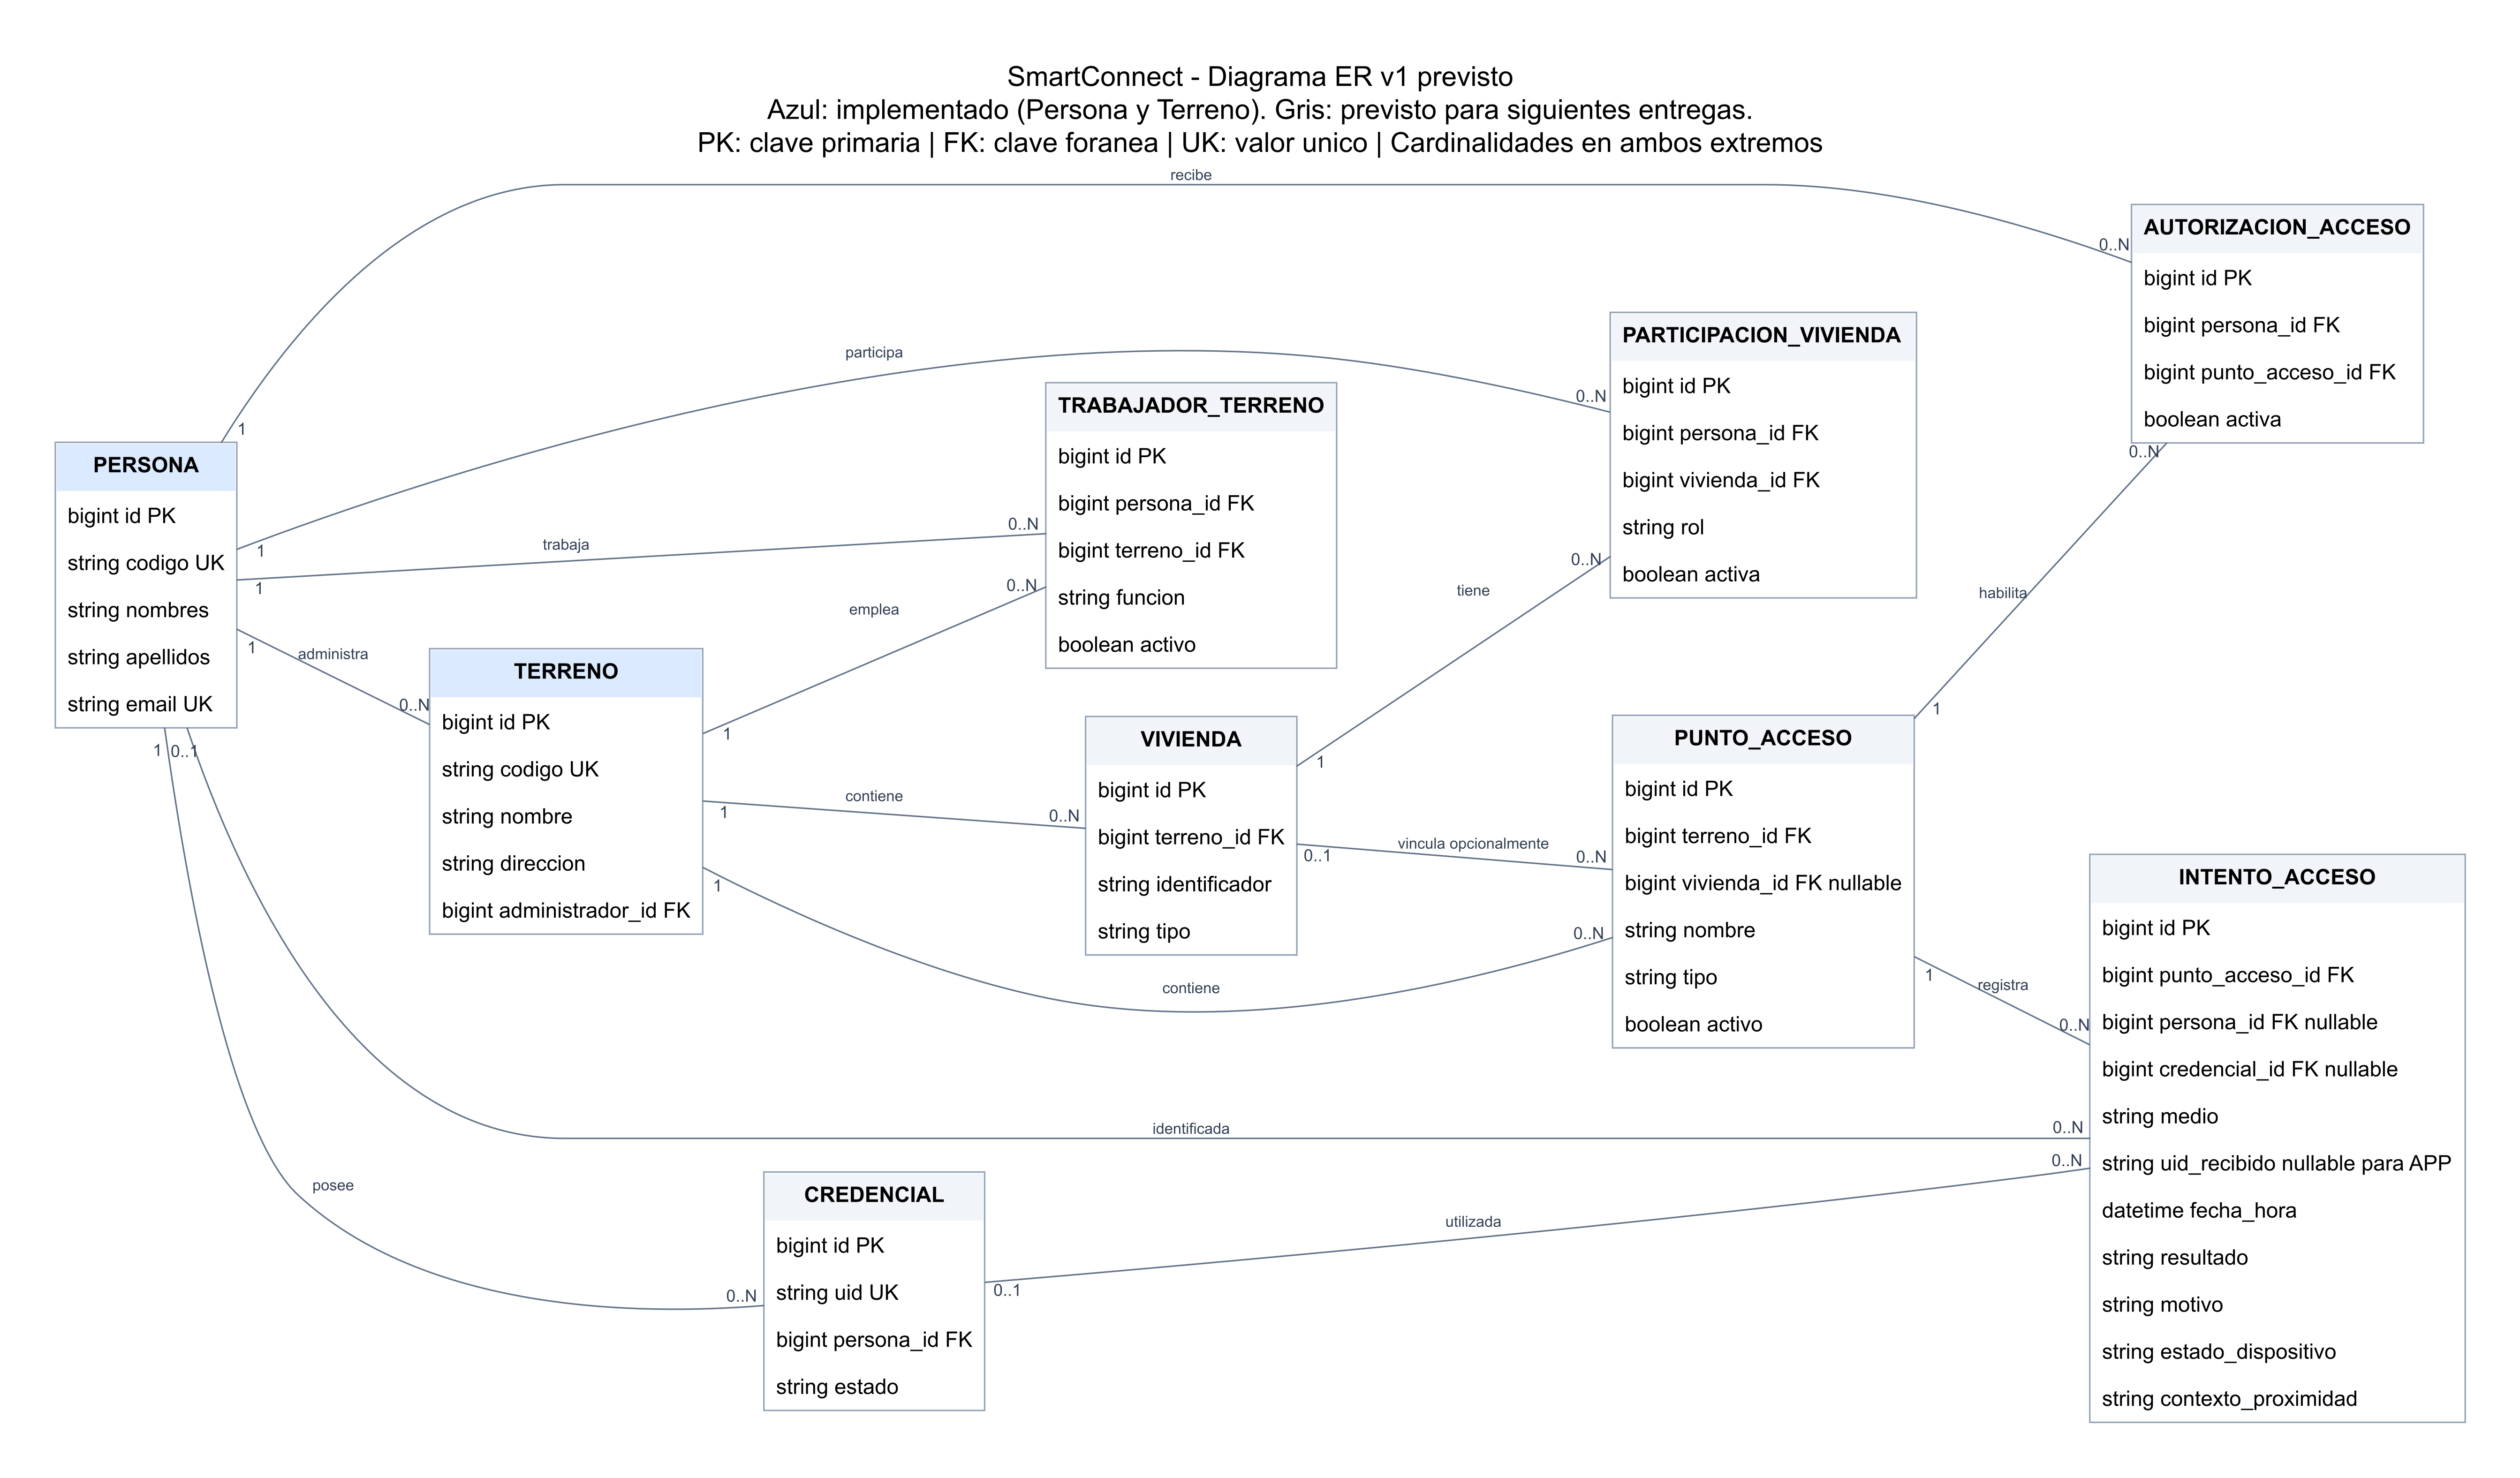 SmartConnect - Diagrama ER v1 previsto
Azul: implementado (Persona y Terreno). Gris: previsto para siguientes entregas.
PK: clave primaria | FK: clave foranea | UK: valor unico | Cardinalidades en ambos extremos
recibe
1
0..N
participa
1
0..N
trabaja
1
0..N
administra
1
0..N
emplea
1
0..N
contiene
1
0..N
contiene
1
0..N
tiene
1
0..N
vincula opcionalmente
0..1
0..N
habilita
1
0..N
registra
1
0..N
identificada
0..1
0..N
posee
1
0..N
utilizada
0..1
0..N
PERSONA
bigint id PK
string codigo UK
string nombres
string apellidos
string email UK
TERRENO
bigint id PK
string codigo UK
string nombre
string direccion
bigint administrador_id FK
TRABAJADOR_TERRENO
bigint id PK
bigint persona_id FK
bigint terreno_id FK
string funcion
boolean activo
VIVIENDA
bigint id PK
bigint terreno_id FK
string identificador
string tipo
CREDENCIAL
bigint id PK
string uid UK
bigint persona_id FK
string estado
PARTICIPACION_VIVIENDA
bigint id PK
bigint persona_id FK
bigint vivienda_id FK
string rol
boolean activa
PUNTO_ACCESO
bigint id PK
bigint terreno_id FK
bigint vivienda_id FK nullable
string nombre
string tipo
boolean activo
AUTORIZACION_ACCESO
bigint id PK
bigint persona_id FK
bigint punto_acceso_id FK
boolean activa
INTENTO_ACCESO
bigint id PK
bigint punto_acceso_id FK
bigint persona_id FK nullable
bigint credencial_id FK nullable
string medio
string uid_recibido nullable para APP
datetime fecha_hora
string resultado
string motivo
string estado_dispositivo
string contexto_proximidad